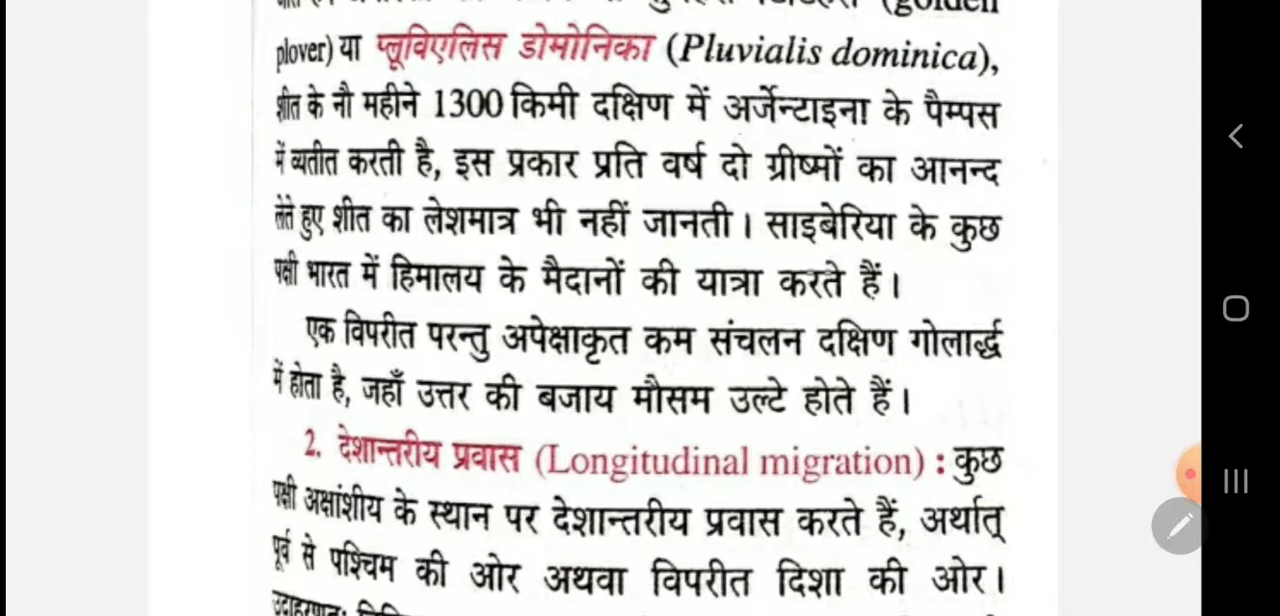 (golden
plover) या प्लूविएलिस डोमोनिका (Pluvialis dominica),
शीत के नौ महीने 1300 किमी दक्षिण में अर्जेन्टाइना के पैम्पस
में व्यतीत करती है, इस प्रकार प्रति वर्ष दो ग्रीष्मों का आनन्द
लेते हुए शीत का लेशमात्र भी नहीं जानती। साइबेरिया के कुछ
पक्षी भारत में हिमालय के मैदानों की यात्रा करते हैं।
एक विपरीत परन्तु अपेक्षाकृत कम संचलन दक्षिण गोलार्द्ध
में होता है, जहाँ उत्तर की बजाय मौसम उल्टे होते हैं।
2. देशान्तरीय प्रवास (Longitudinal migration) : कुछ
पक्षी अक्षांशीय के स्थान पर देशान्तरीय प्रवास करते हैं, अर्थात्
पूर्व से पश्चिम की ओर अथवा विपरीत दिशा की ओर।